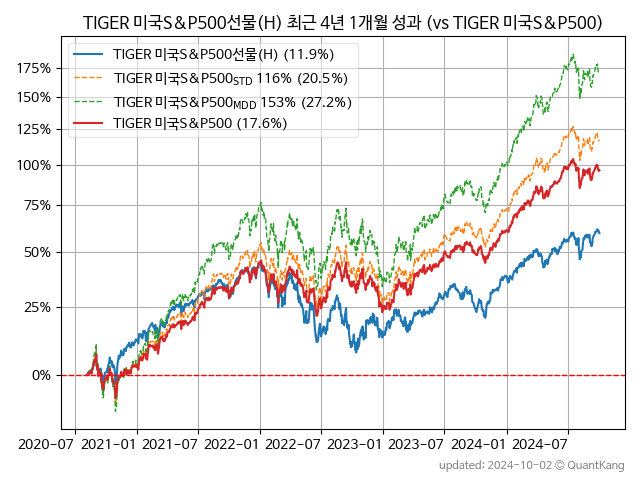 TIGER 미국S&P500선물(H) 최근 4년 1개월 성과 (vs TIGER 미국S&P500)
TIGER 미국S&P500선물(H) (11.9%)
TIGER 미국S&P500STD 116% (20.5%)
TIGER 미국S&P500MDD 153% (27.2%)
TIGER 미국S&P500 (17.6%)
175%
150%
125%
100%
75%
50%
25%
0%
2020-07 2021-01 2021-07 2022-01 2022-07 2023-01 2023-07 2024-01 2024-07
updated: 2024-10-02 © QuantKang